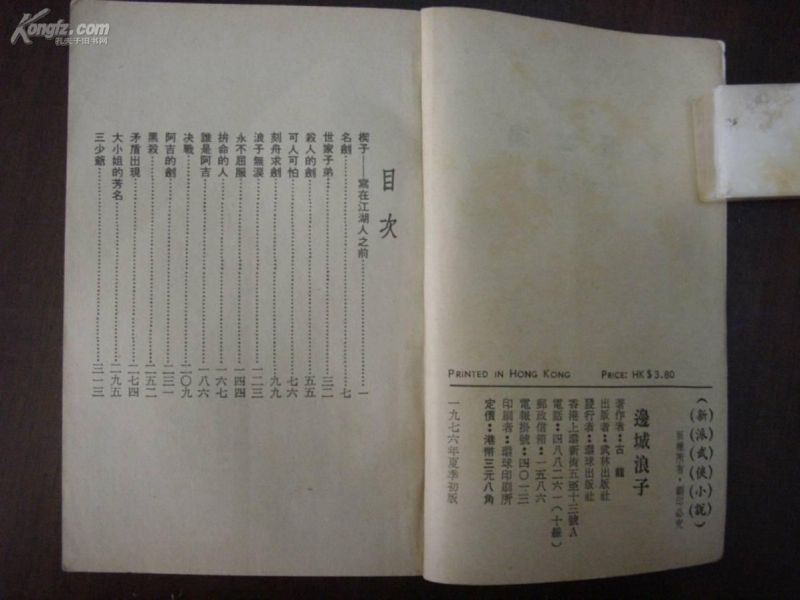 Kongfz.com
孔夫子旧书网
(新)(派)(武)(俠)(小)(說)
版權所有‧翻印必究
邊城浪子
著作者：古龍
出版者：武林出版社
發行者：環球出版社
香港上環新街五至十三號A
電話：四八八二六一（十線）
郵政信箱：一五八六
電報掛號：四〇一三
印刷者：環球印刷所
定價：港幣三元八角
一九七六年夏季初版
PRINTED IN HONG KONG PRICE: HK$3.80
目次
楔子——寫在江湖人之前………一
名劍………七
世家子弟………三二
殺人的劍………五五
可人可怕………七六
刻舟求劍………九九
浪子無淚………一二三
永不屈服………一四四
拚命的人………一六七
誰是阿吉………一八六
决戰………二〇九
阿吉的劍………二三一
黑殺………二五二
矛盾出現………二七四
大小姐的芳名………二九五
三少爺………三一三